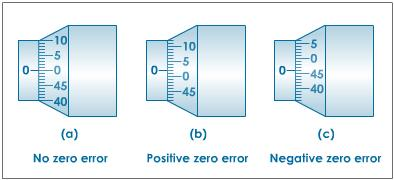 10
5
0 0
45
40
(a)
No zero error
10
5
0 0
45
(b)
Positive zero error
5
0
0 45
40
(c)
Negative zero error